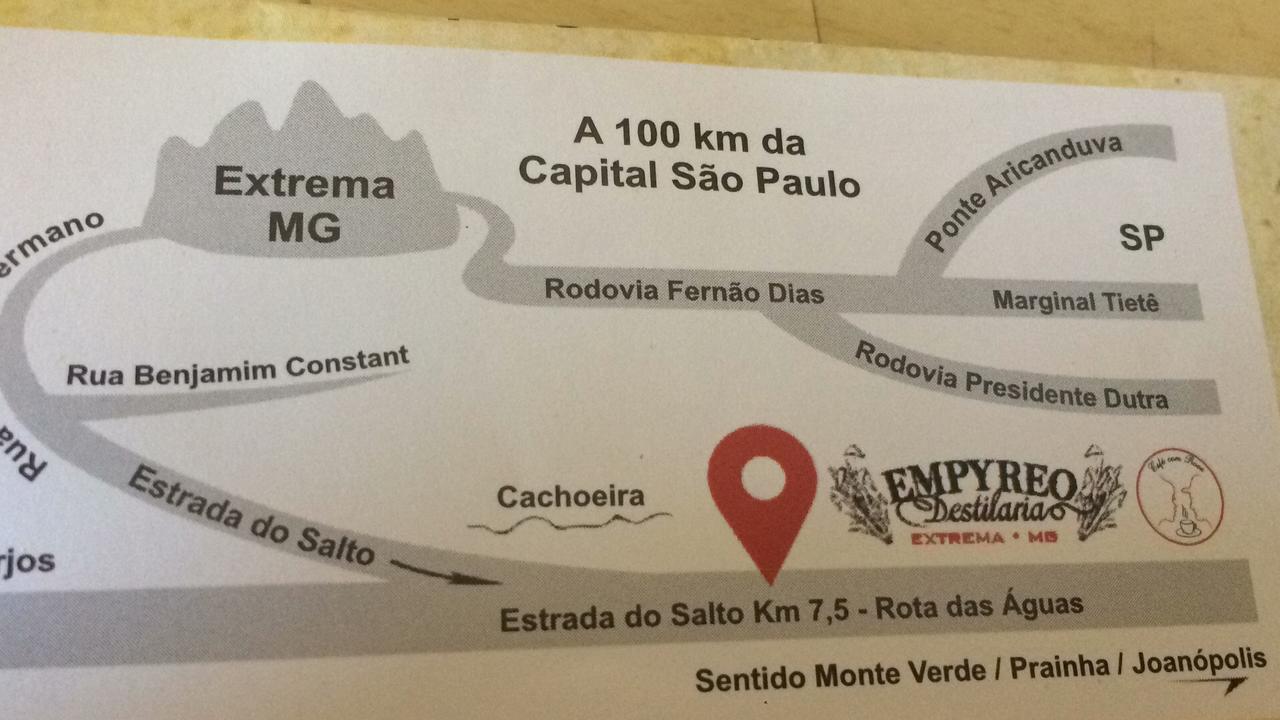 A 100 km da
Capital São Paulo
Extrema
MG
Ponte Aricanduva
SP
Rodovia Fernão Dias
Marginal Tietê
Rodovia Presidente Dutra
Rua Benjamim Constant
Rua
Estrada do Salto
Cachoeira
EMPYREO
Destilaria
EXTREMA • MG
Estrada do Salto Km 7,5 - Rota das Águas
Sentido Monte Verde / Prainha / Joanópolis